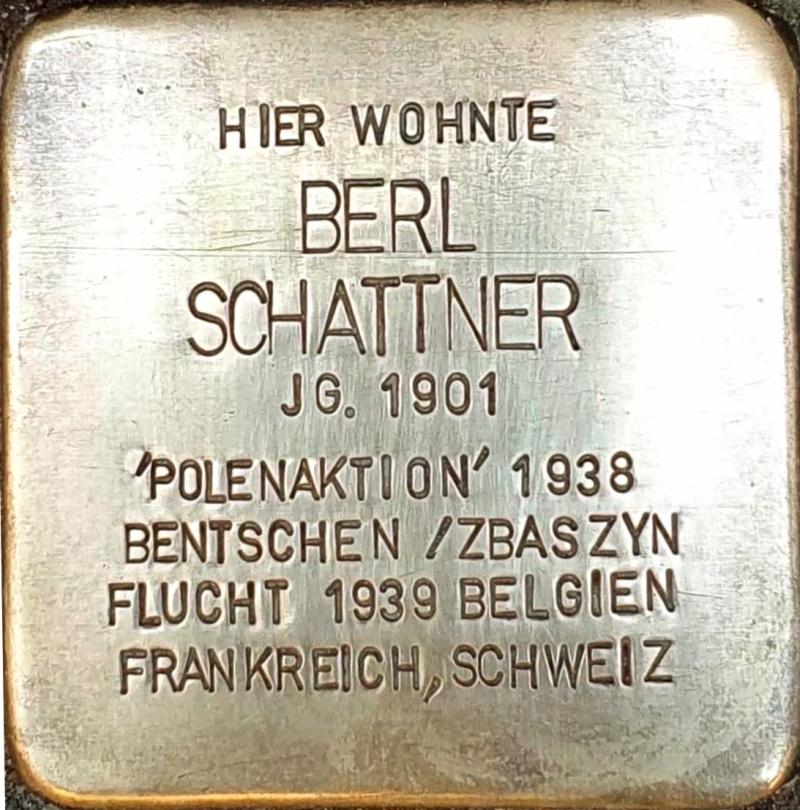 HIER WOHNTE
BERL
SCHATTNER
JG. 1901
'POLENAKTION' 1938
BENTSCHEN / ZBASZYN
FLUCHT 1939 BELGIEN
FRANKREICH, SCHWEIZ